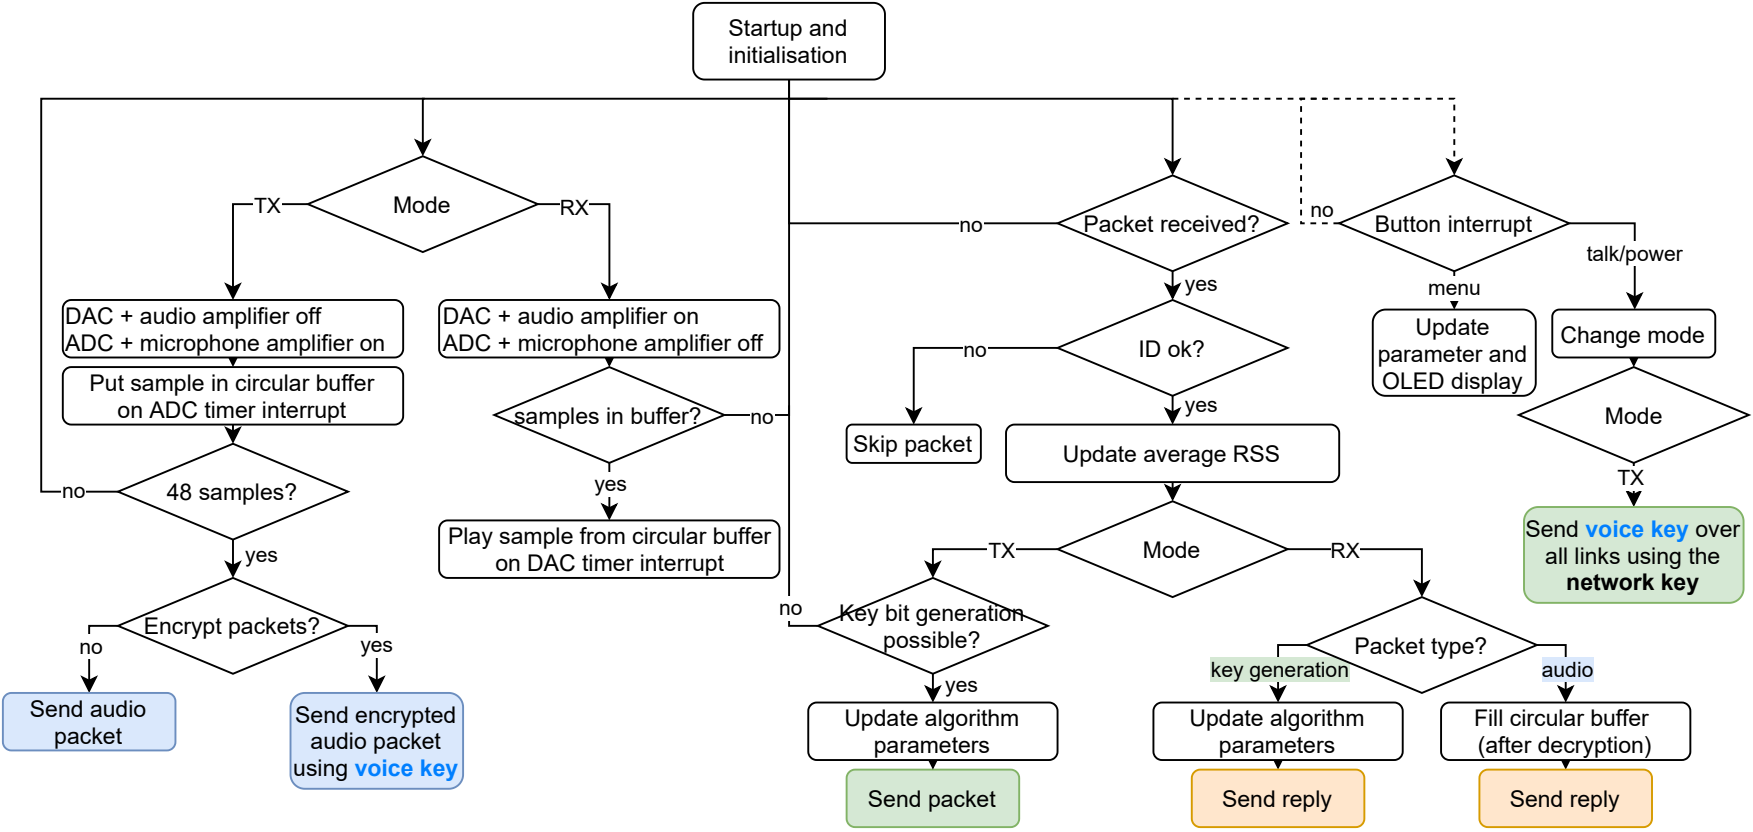 Startup and
initialisation
Mode
TX
RX
DAC + audio amplifier off
ADC + microphone amplifier on
Put sample in circular buffer
on ADC timer interrupt
48 samples?
no
yes
Encrypt packets?
no
yes
Send audio
packet
Send encrypted
audio packet
using voice key
DAC + audio amplifier on
ADC + microphone amplifier off
samples in buffer?
no
yes
Play sample from circular buffer
on DAC timer interrupt
Packet received?
no
yes
ID ok?
no
yes
Skip packet
Update average RSS
Mode
TX
RX
Key bit generation
possible?
no
yes
Update algorithm
parameters
Send packet
Packet type?
key generation
audio
Update algorithm
parameters
Send reply
Fill circular buffer
(after decryption)
Send reply
Button interrupt
no
menu
talk/power
Update
parameter and
OLED display
Change mode
Mode
TX
Send voice key over
all links using the
network key